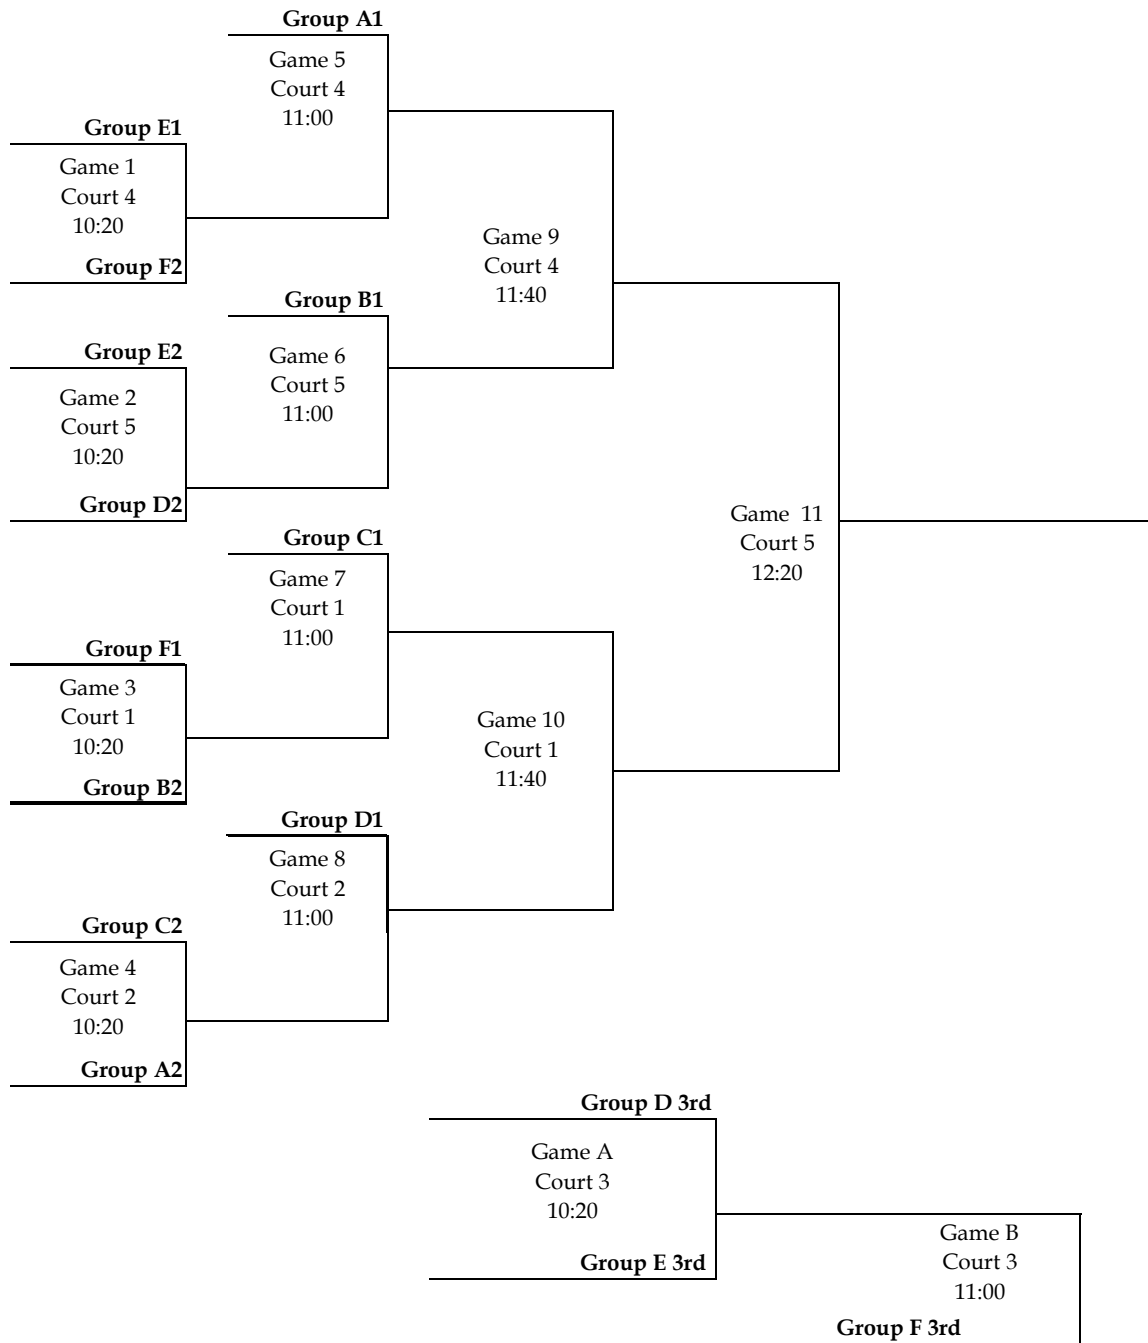 Group A1
Game 5
Court 4
11:00
Group E1
Game 1
Court 4
10:20
Group F2
Game 9
Court 4
11:40
Group B1
Group E2
Game 6
Court 5
11:00
Game 2
Court 5
10:20
Group D2
Game 11
Court 5
12:20
Group C1
Game 7
Court 1
11:00
Group F1
Game 3
Court 1
10:20
Group B2
Game 10
Court 1
11:40
Group D1
Game 8
Court 2
11:00
Group C2
Game 4
Court 2
10:20
Group A2
Group D 3rd
Game A
Court 3
10:20
Group E 3rd
Game B
Court 3
11:00
Group F 3rd